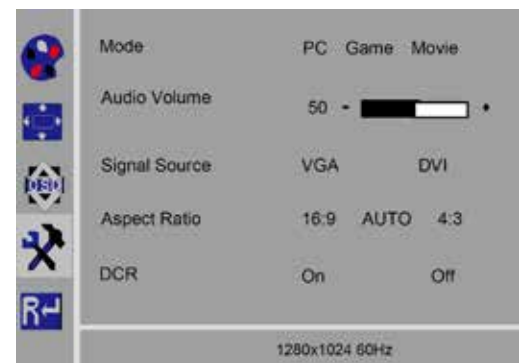 Mode PC Game Movie
Audio Volume 50 - +
Signal Source VGA DVI
OSD
Aspect Ratio 16:9 AUTO 4:3
DCR On Off
R
1280x1024 60Hz